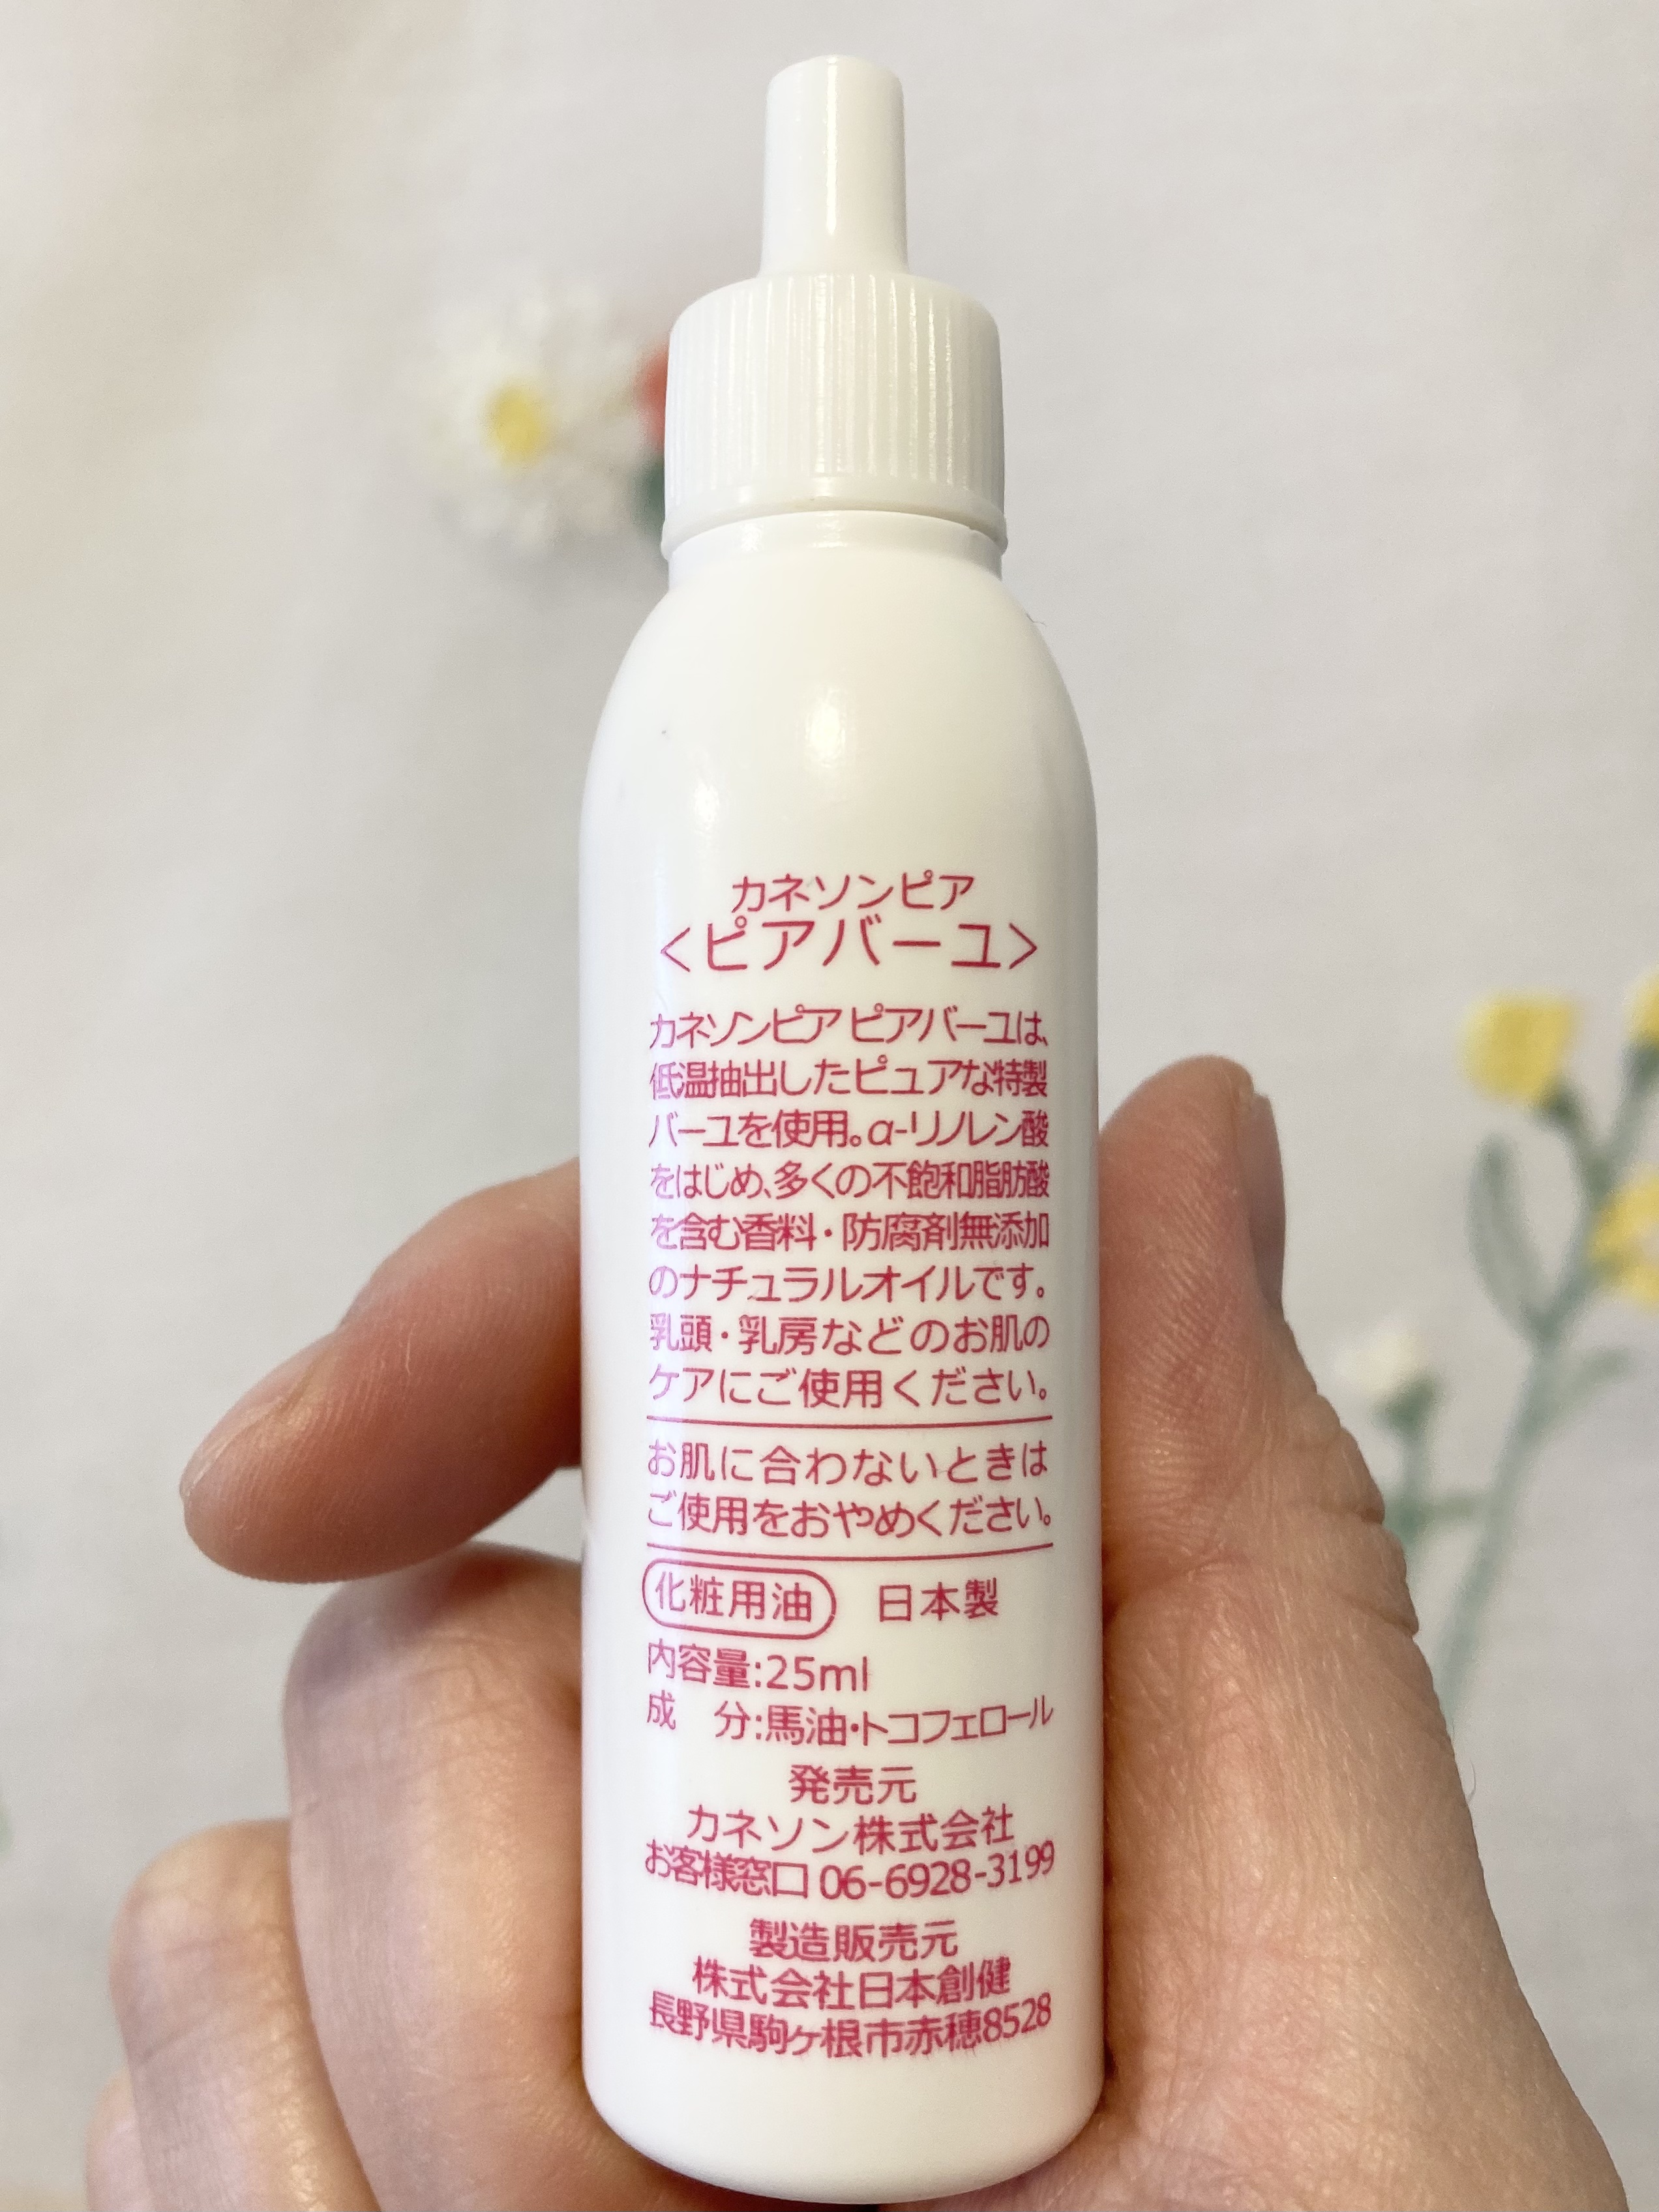 カネソンピア
<ピアバーユ>
カネソンピア ピアバーユは、
低温抽出したピュアな特製
バーユを使用。α-リノレン酸
をはじめ、多くの不飽和脂肪酸
を含む香料・防腐剤無添加
のナチュラルオイルです。
乳頭・乳房などのお肌の
ケアにご使用ください。
お肌に合わないときは
ご使用をおやめください。
化粧用油 日本製
内容量:25ml
成　分:馬油・トコフェロール
発売元
カネソン株式会社
お客様窓口 06-6928-3199
製造販売元
株式会社日本創健
長野県駒ヶ根市赤穂8528